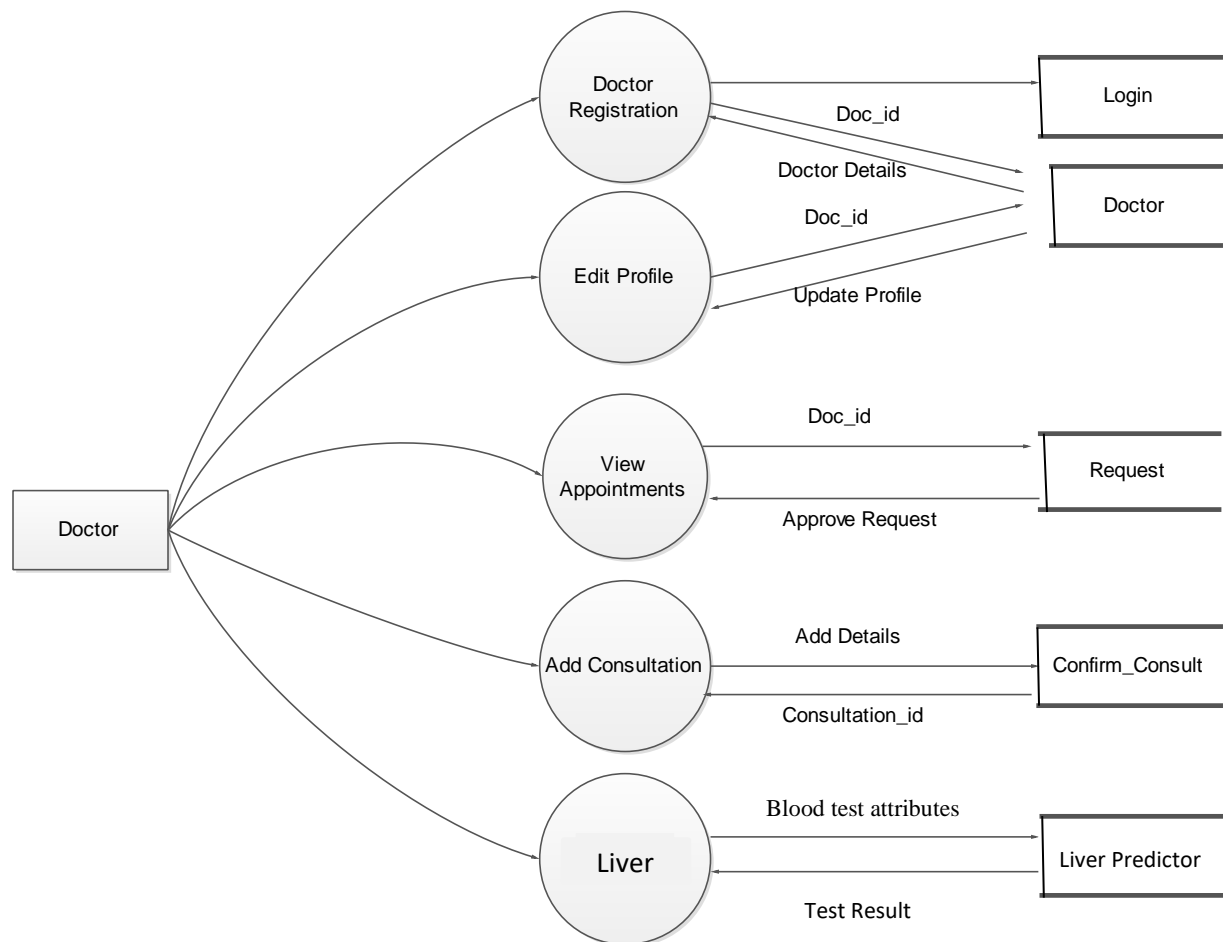 Doctor
Registration
Login
Doc_id
Doctor Details
Doctor
Doc_id
Edit Profile
Update Profile
Doc_id
View
Appointments
Request
Approve Request
Doctor
Add Details
Add Consultation
Confirm_Consult
Consultation_id
Blood test attributes
Liver
Liver Predictor
Test Result